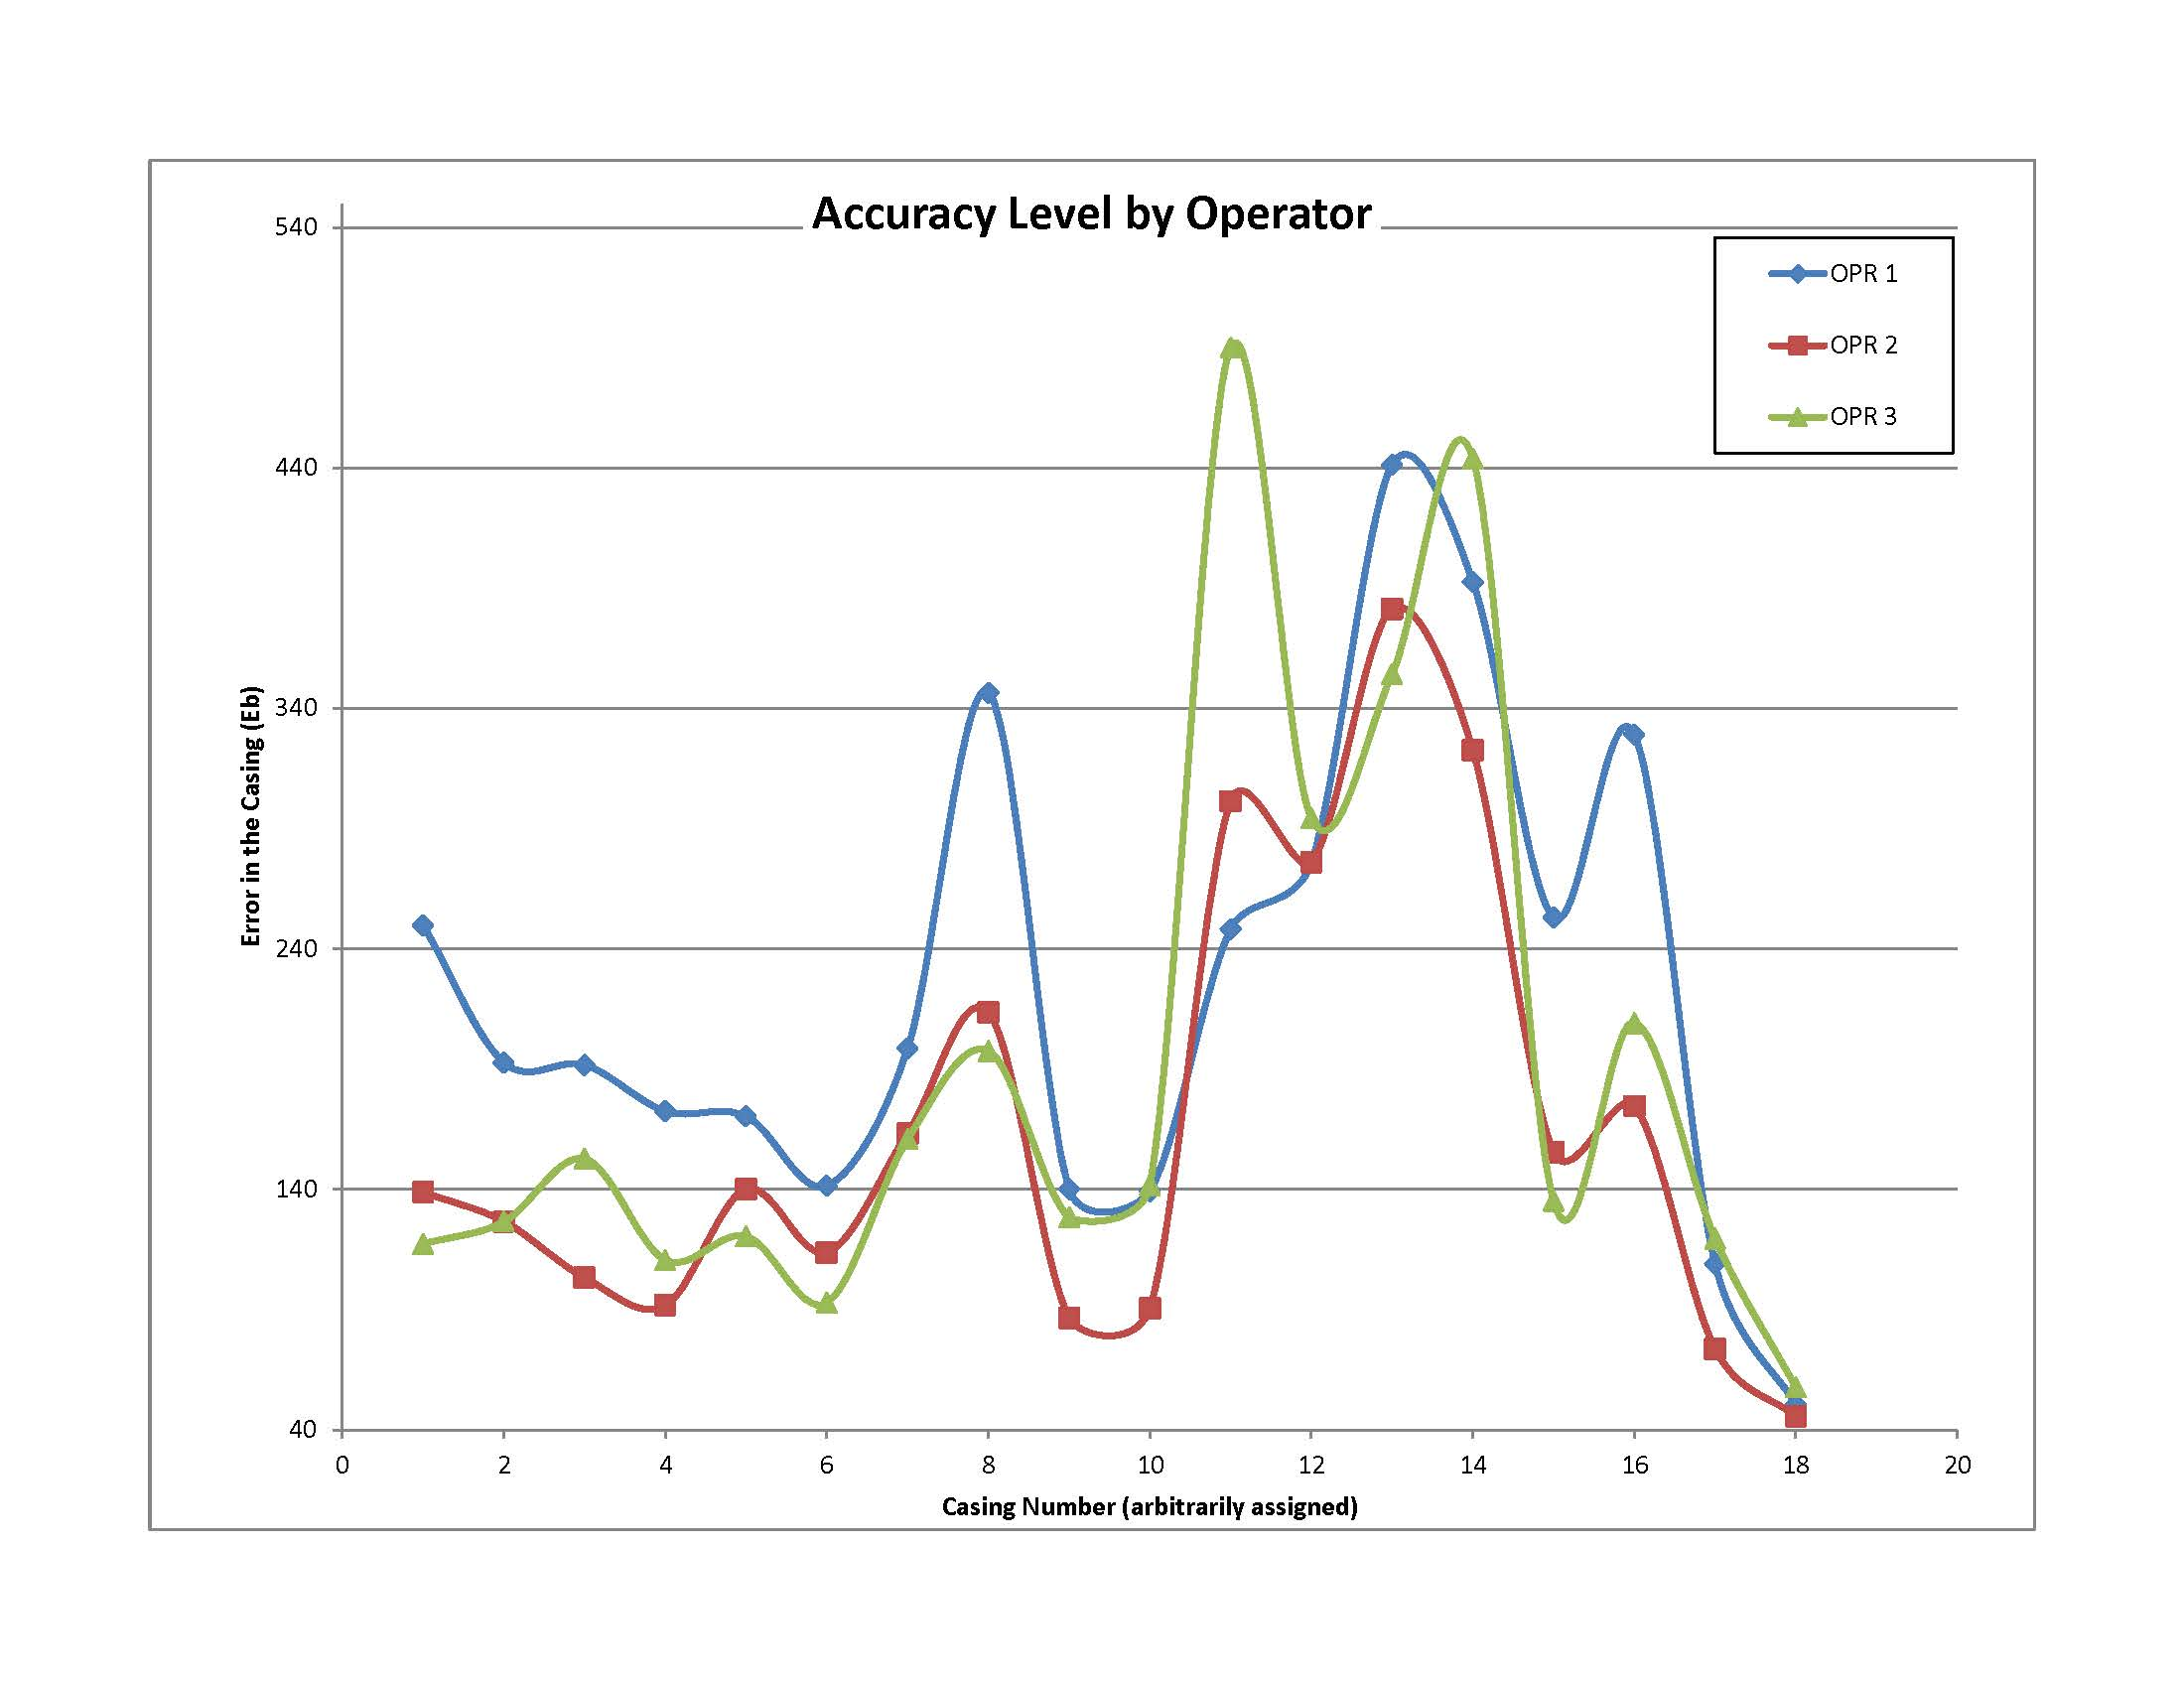 Accuracy Level by Operator
540
440
340
240
140
40
Error in the Casing (Eb)
OPR 1
OPR 2
OPR 3
0 2 4 6 8 10 12 14 16 18 20
Casing Number (arbitrarily assigned)